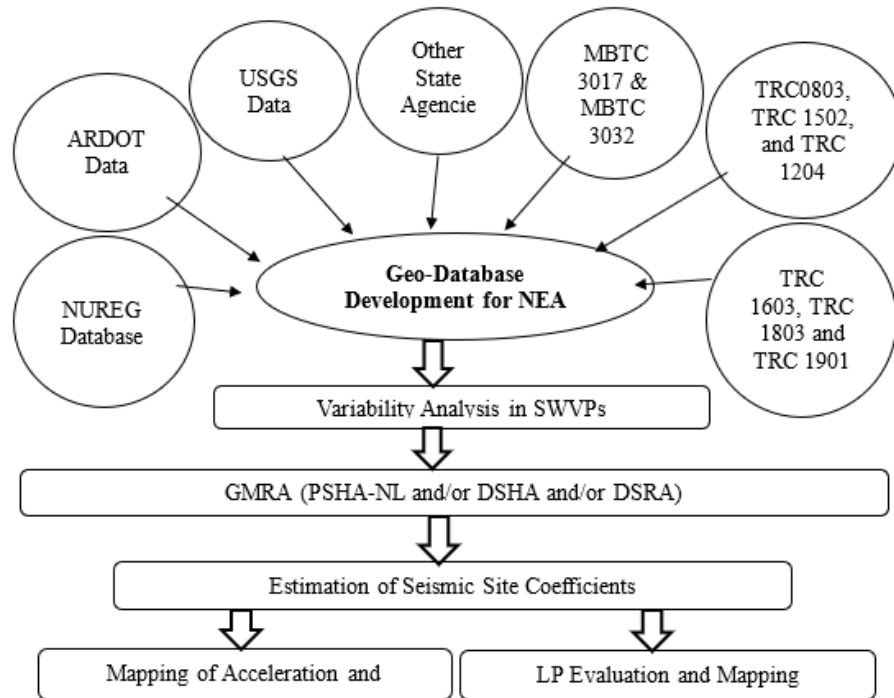 ARDOT
Data
USGS
Data
Other
State
Agencie
MBTC
3017 &
MBTC
3032
TRC0803,
TRC 1502,
and TRC
1204
NUREG
Database
Geo-Database
Development for NEA
TRC
1603, TRC
1803 and
TRC 1901
Variability Analysis in SWVPs
GMRA (PSHA-NL and/or DSHA and/or DSRA)
Estimation of Seismic Site Coefficients
Mapping of Acceleration and
LP Evaluation and Mapping